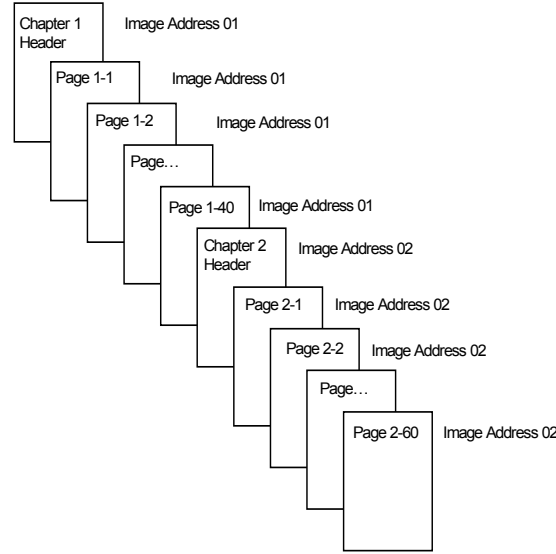 Chapter 1
Header
Image Address 01
Page 1-1
Image Address 01
Page 1-2
Image Address 01
Page…
Page 1-40
Image Address 01
Chapter 2
Header
Image Address 02
Page 2-1
Image Address 02
Page 2-2
Image Address 02
Page…
Page 2-60
Image Address 02